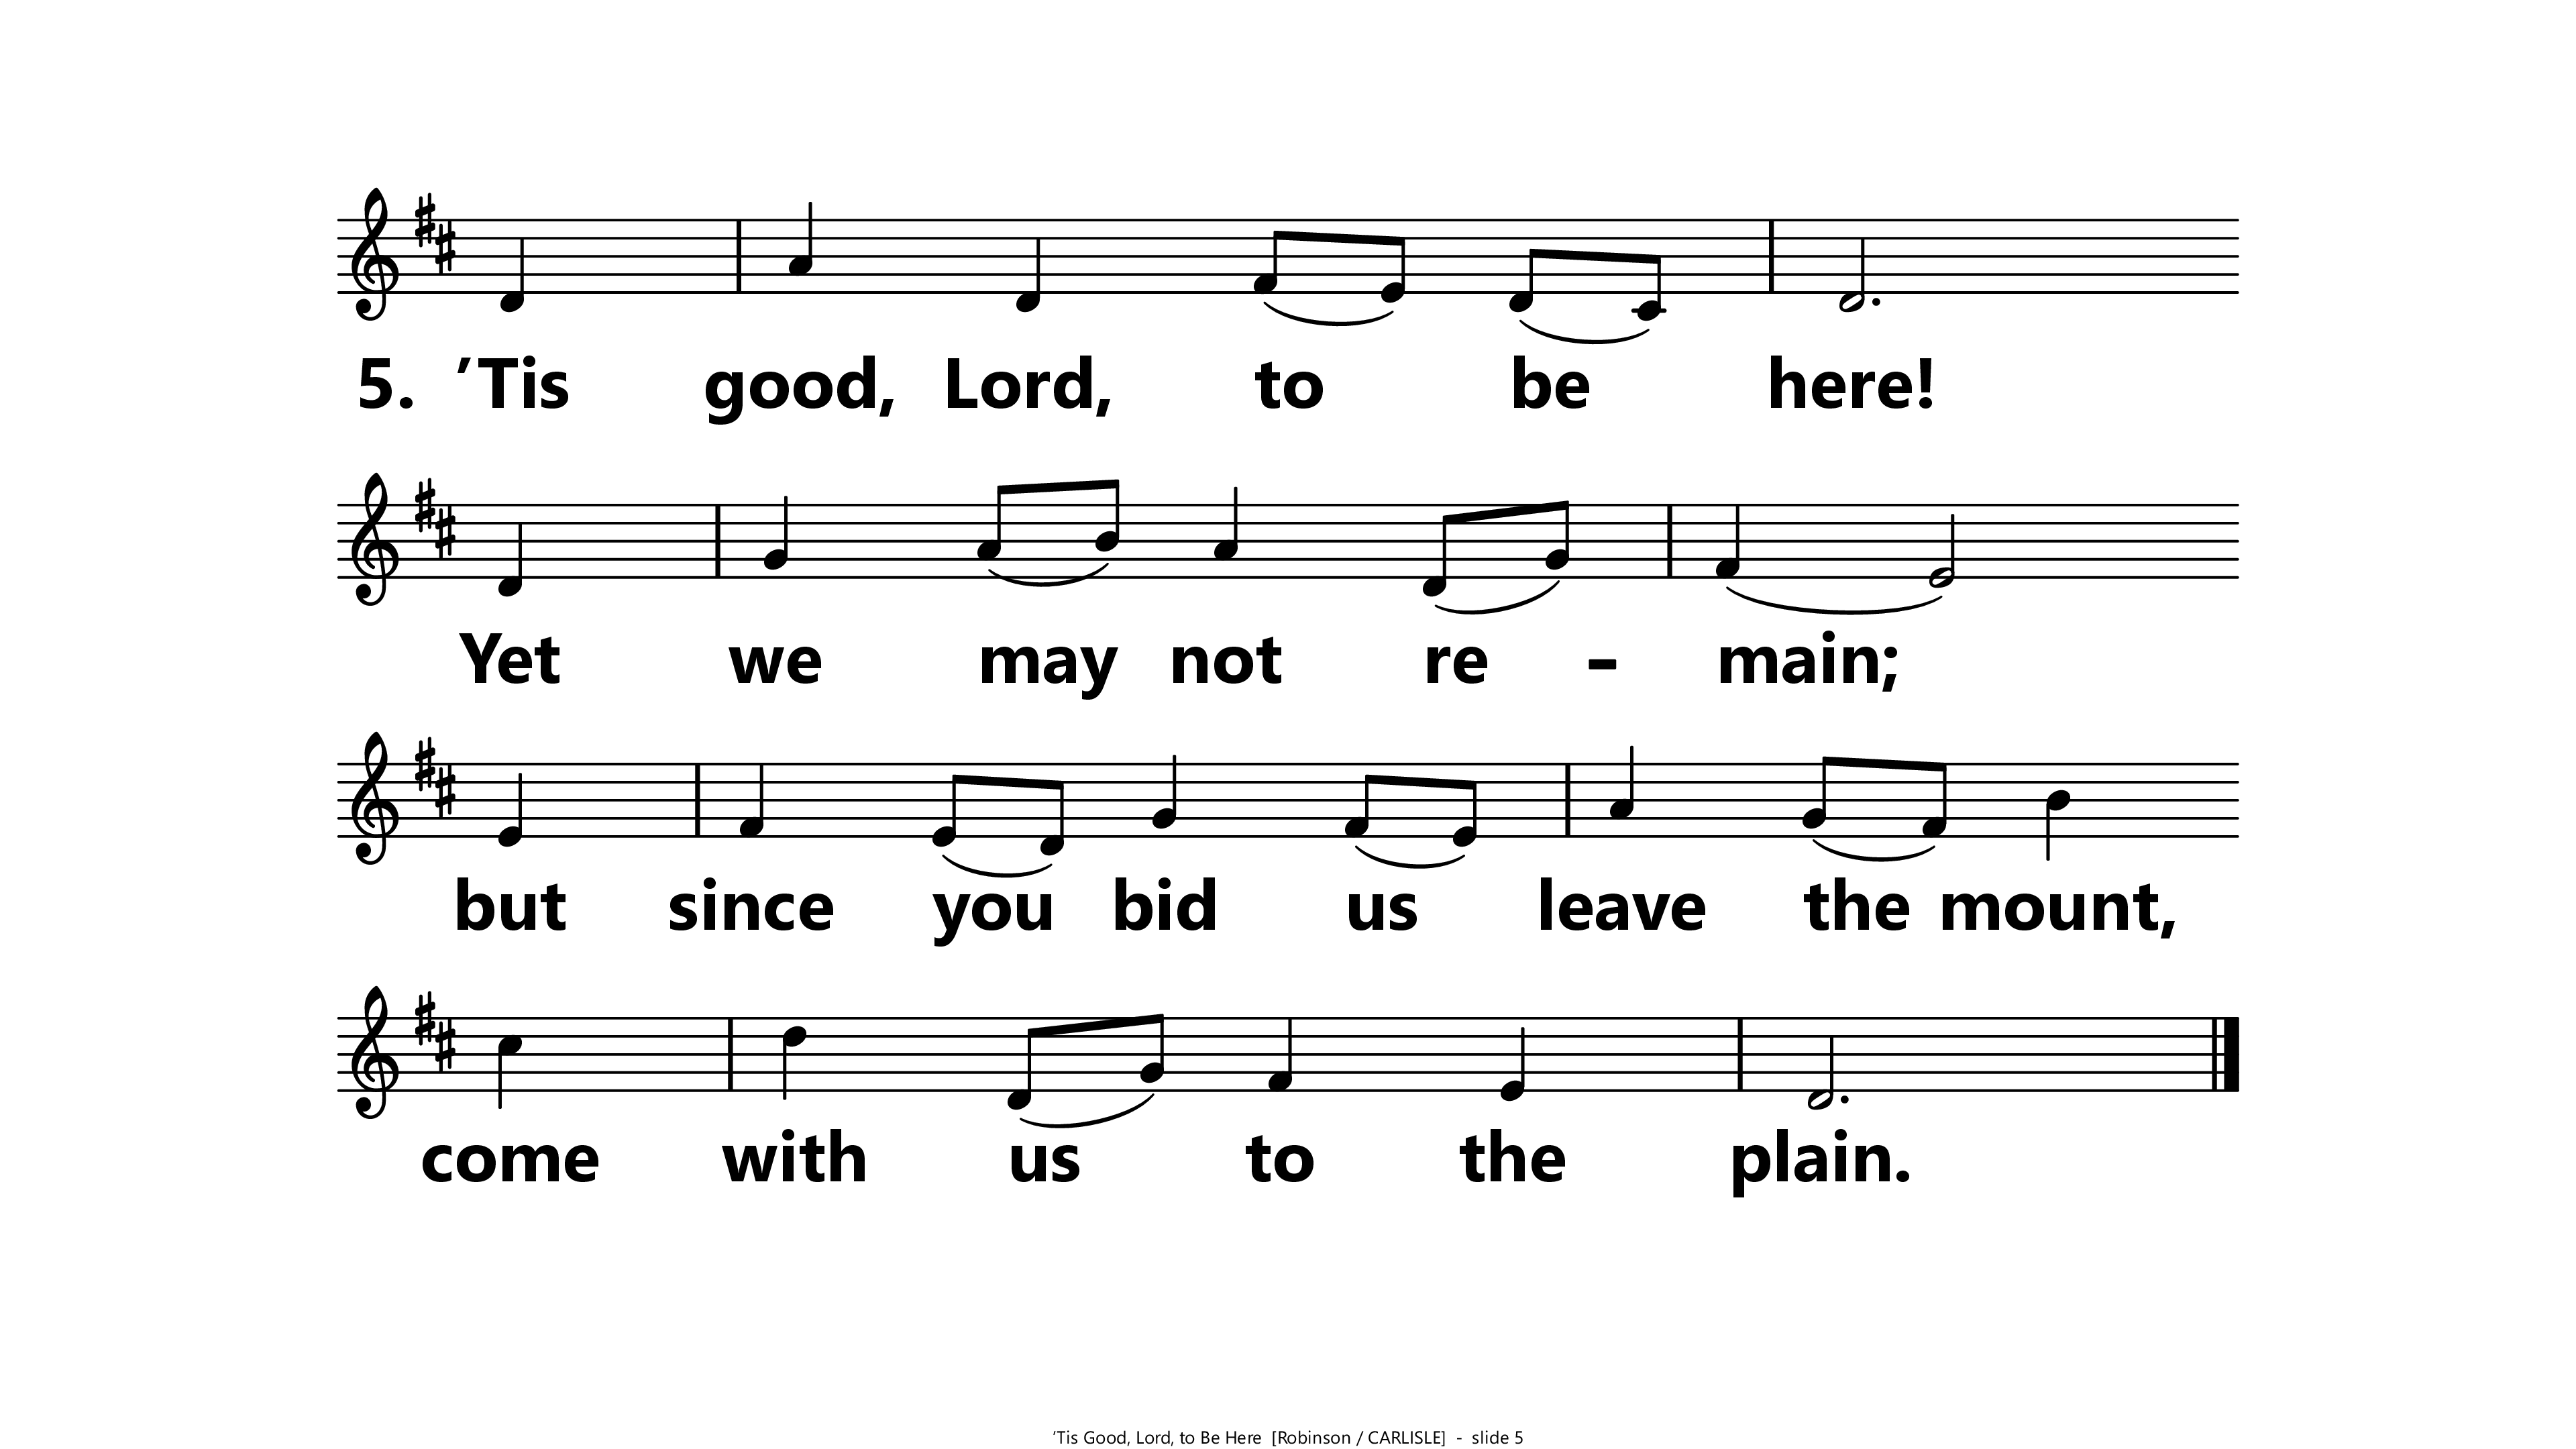 5. ’Tis good, Lord, to be here!
Yet we may not re - main;
but since you bid us leave the mount,
come with us to the plain.
’Tis Good, Lord, to Be Here [Robinson / CARLISLE] - slide 5